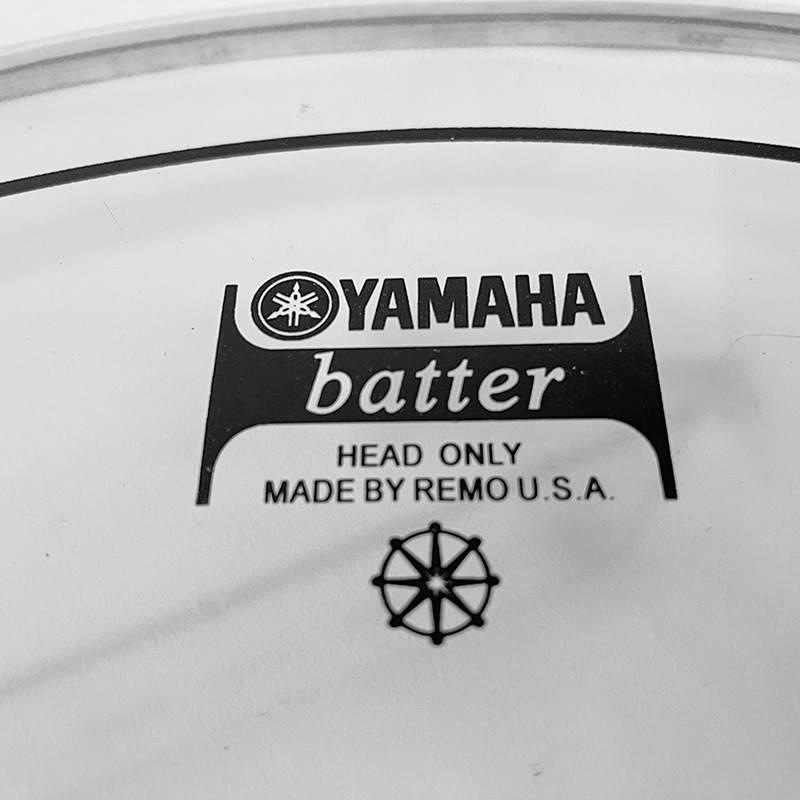 YAMAHA
batter
HEAD ONLY
MADE BY REMO U.S.A.